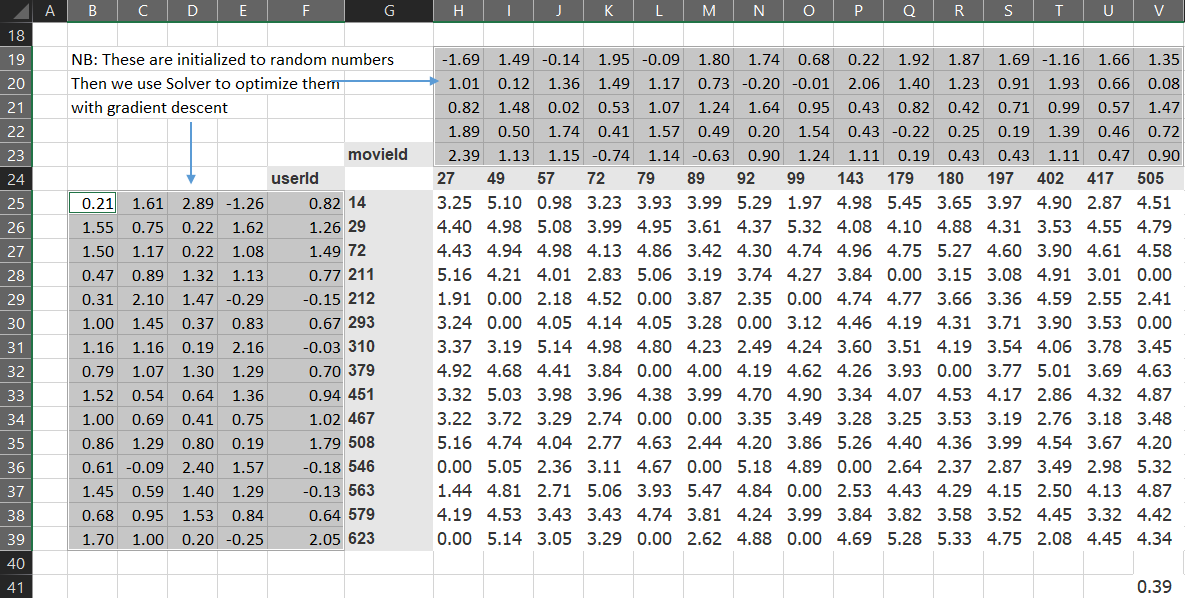 A B C D E F G H I J K L M N O P Q R S T U V
18
19 NB: These are initialized to random numbers -1.69 1.49 -0.14 1.95 -0.09 1.80 1.74 0.68 0.22 1.92 1.87 1.69 -1.16 1.66 1.35
20 Then we use Solver to optimize them 1.01 0.12 1.36 1.49 1.17 0.73 -0.20 -0.01 2.06 1.40 1.23 0.91 1.93 0.66 0.08
21 with gradient descent 0.82 1.48 0.02 0.53 1.07 1.24 1.64 0.95 0.43 0.82 0.42 0.71 0.99 0.57 1.47
22 1.89 0.50 1.74 0.41 1.57 0.49 0.20 1.54 0.43 -0.22 0.25 0.19 1.39 0.46 0.72
23 movieId 2.39 1.13 1.15 -0.74 1.14 -0.63 0.90 1.24 1.11 0.19 0.43 0.43 1.11 0.47 0.90
24 userId 27 49 57 72 79 89 92 99 143 179 180 197 402 417 505
25 0.21 1.61 2.89 -1.26 0.82 14 3.25 5.10 0.98 3.23 3.93 3.99 5.29 1.97 4.98 5.45 3.65 3.97 4.90 2.87 4.51
26 1.55 0.75 0.22 1.62 1.26 29 4.40 4.98 5.08 3.99 4.95 3.61 4.37 5.32 4.08 4.10 4.88 4.31 3.53 4.55 4.79
27 1.50 1.17 0.22 1.08 1.49 72 4.43 4.94 4.98 4.13 4.86 3.42 4.30 4.74 4.96 4.75 5.27 4.60 3.90 4.61 4.58
28 0.47 0.89 1.32 1.13 0.77 211 5.16 4.21 4.01 2.83 5.06 3.19 3.74 4.27 3.84 0.00 3.15 3.08 4.91 3.01 0.00
29 0.31 2.10 1.47 -0.29 -0.15 212 1.91 0.00 2.18 4.52 0.00 3.87 2.35 0.00 4.74 4.77 3.66 3.36 4.59 2.55 2.41
30 1.00 1.45 0.37 0.83 0.67 293 3.24 0.00 4.05 4.14 4.05 3.28 0.00 3.12 4.46 4.19 4.31 3.71 3.90 3.53 0.00
31 1.16 1.16 0.19 2.16 -0.03 310 3.37 3.19 5.14 4.98 4.80 4.23 2.49 4.24 3.60 3.51 4.19 3.54 4.06 3.78 3.45
32 0.79 1.07 1.30 1.29 0.70 379 4.92 4.68 4.41 3.84 0.00 4.00 4.19 4.62 4.26 3.93 0.00 3.77 5.01 3.69 4.63
33 1.52 0.54 0.64 1.36 0.94 451 3.32 5.03 3.98 3.96 4.38 3.99 4.70 4.90 3.34 4.07 4.53 4.17 2.86 4.32 4.87
34 1.00 0.69 0.41 0.75 1.02 467 3.22 3.72 3.29 2.74 0.00 0.00 3.35 3.49 3.28 3.25 3.53 3.19 2.76 3.18 3.48
35 0.86 1.29 0.80 0.19 1.79 508 5.16 4.74 4.04 2.77 4.63 2.44 4.20 3.86 5.26 4.40 4.36 3.99 4.54 3.67 4.20
36 0.61 -0.09 2.40 1.57 -0.18 546 0.00 5.05 2.36 3.11 4.67 0.00 5.18 4.89 0.00 2.64 2.37 2.87 3.49 2.98 5.32
37 1.45 0.59 1.40 1.29 -0.13 563 1.44 4.81 2.71 5.06 3.93 5.47 4.84 0.00 2.53 4.43 4.29 4.15 2.50 4.13 4.87
38 0.68 0.95 1.53 0.84 0.64 579 4.19 4.53 3.43 3.43 4.74 3.81 4.24 3.99 3.84 3.82 3.58 3.52 4.45 3.32 4.42
39 1.70 1.00 0.20 -0.25 2.05 623 0.00 5.14 3.05 3.29 0.00 2.62 4.88 0.00 4.69 5.28 5.33 4.75 2.08 4.45 4.34
40
41 0.39